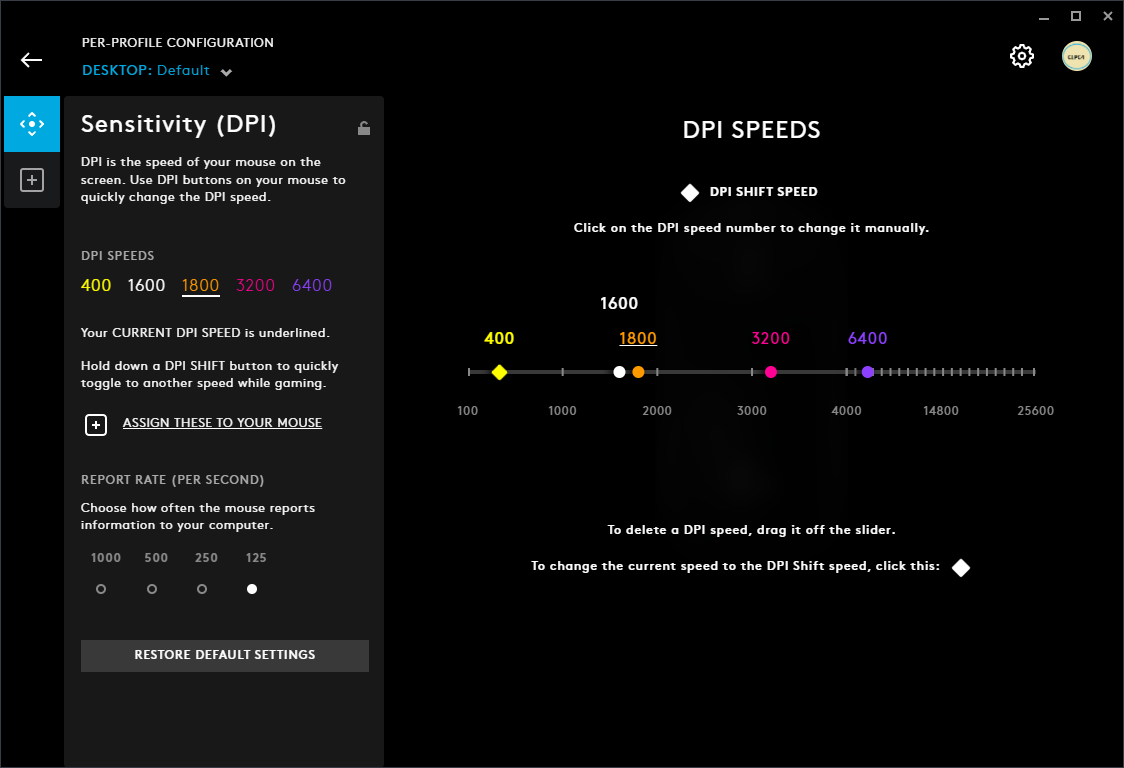 PER-PROFILE CONFIGURATION
DESKTOP: Default
Sensitivity (DPI)
DPI is the speed of your mouse on the
screen. Use DPI buttons on your mouse to
quickly change the DPI speed.
DPI SPEEDS
400 1600 1800 3200 6400
Your CURRENT DPI SPEED is underlined.
Hold down a DPI SHIFT button to quickly
toggle to another speed while gaming.
ASSIGN THESE TO YOUR MOUSE
REPORT RATE (PER SECOND)
Choose how often the mouse reports
information to your computer.
1000 500 250 125
RESTORE DEFAULT SETTINGS
DPI SPEEDS
DPI SHIFT SPEED
Click on the DPI speed number to change it manually.
1600
400 1800 3200 6400
100 1000 2000 3000 4000 14800 25600
To delete a DPI speed, drag it off the slider.
To change the current speed to the DPI Shift speed, click this: